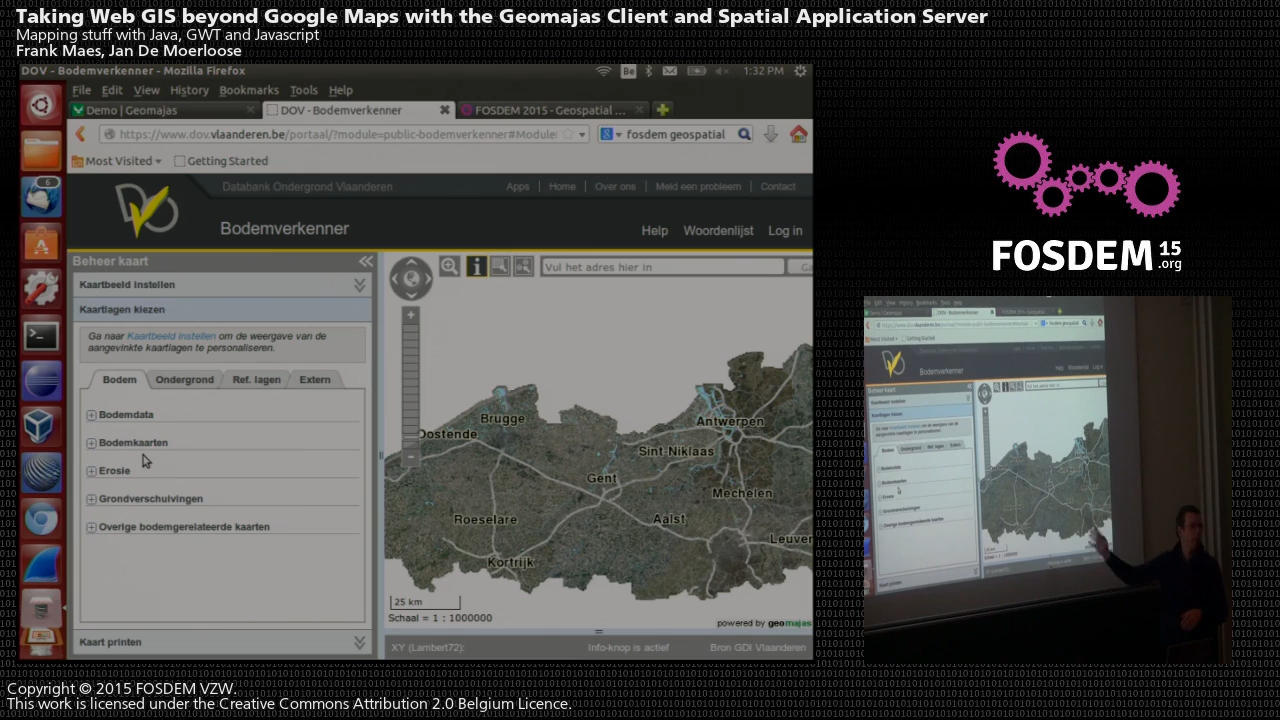 Taking Web GIS beyond Google Maps with the Geomajas Client and Spatial Application Server
Mapping stuff with Java, GWT and Javascript
Frank Maes, Jan De Moerloose
DOV - Bodemverkenner - Mozilla Firefox
Be
1:32 PM
File Edit View History Bookmarks Tools Help
Demo | Geomajas
DOV - Bodemverkenner
FOSDEM 2015 - Geospatial ...
https://www.dov.vlaanderen.be/portaal/?module=public-bodemverkenner#Module
fosdem geospatial
Most Visited
Getting Started
6
Databank Ondergrond Vlaanderen
Apps | Home | Over ons | Meld een probleem | Contact
Bodemverkenner
Help Woordenlijst Log in
Beheer kaart
Kaartbeeld instellen
Kaartlagen kiezen
Ga naar Kaartbeeld instellen om de weergave van de
aangevinkte kaartlagen te personaliseren.
Bodem Ondergrond Ref. lagen Extern
Bodemdata
Bodemkaarten
Erosie
Grondverschuivingen
Overige bodemgerelateerde kaarten
Kaart printen
Vul het adres hier in
Ga
Brugge
Antwerpen
Oostende
Sint-Niklaas
Gent
Mechelen
Roeselare
Aalst
Leuven
Kortrijk
25 km
Schaal = 1 : 1000000
powered by geomajas
XY (Lambert72):
Info-knop is actief
Bron GDI Vlaanderen
FOSDEM 15
.org
Copyright © 2015 FOSDEM VZW.
This work is licensed under the Creative Commons Attribution 2.0 Belgium Licence.